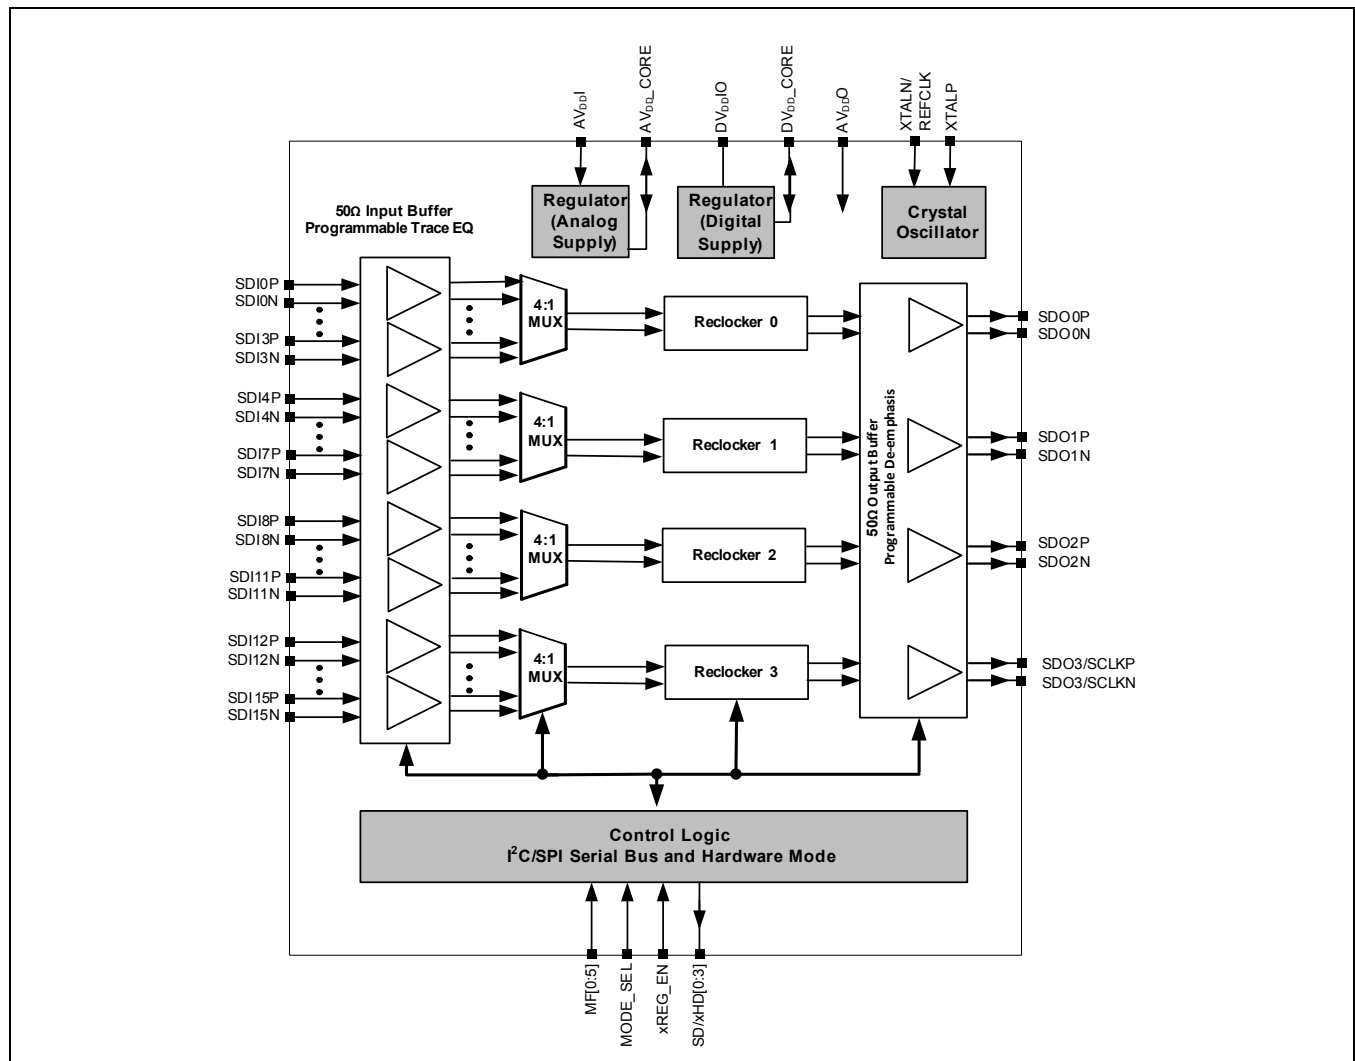 AVDDI
AVDD_CORE
DVDDIO
DVDD_CORE
AVDDO
XTALN/
REFCLK
XTALP
50Ω Input Buffer
Programmable Trace EQ
Regulator
(Analog
Supply)
Regulator
(Digital
Supply)
Crystal
Oscillator
SDI0P
SDI0N
SDI3P
SDI3N
4:1
MUX
Reclocker 0
SDO0P
SDO0N
SDI4P
SDI4N
SDI7P
SDI7N
4:1
MUX
Reclocker 1
50Ω Output Buffer
Programmable De-emphasis
SDO1P
SDO1N
SDI8P
SDI8N
SDI11P
SDI11N
4:1
MUX
Reclocker 2
SDO2P
SDO2N
SDI12P
SDI12N
SDI15P
SDI15N
4:1
MUX
Reclocker 3
SDO3/SCLKP
SDO3/SCLKN
Control Logic
I²C/SPI Serial Bus and Hardware Mode
MF[0:5]
MODE_SEL
xREG_EN
SD/xHD[0:3]